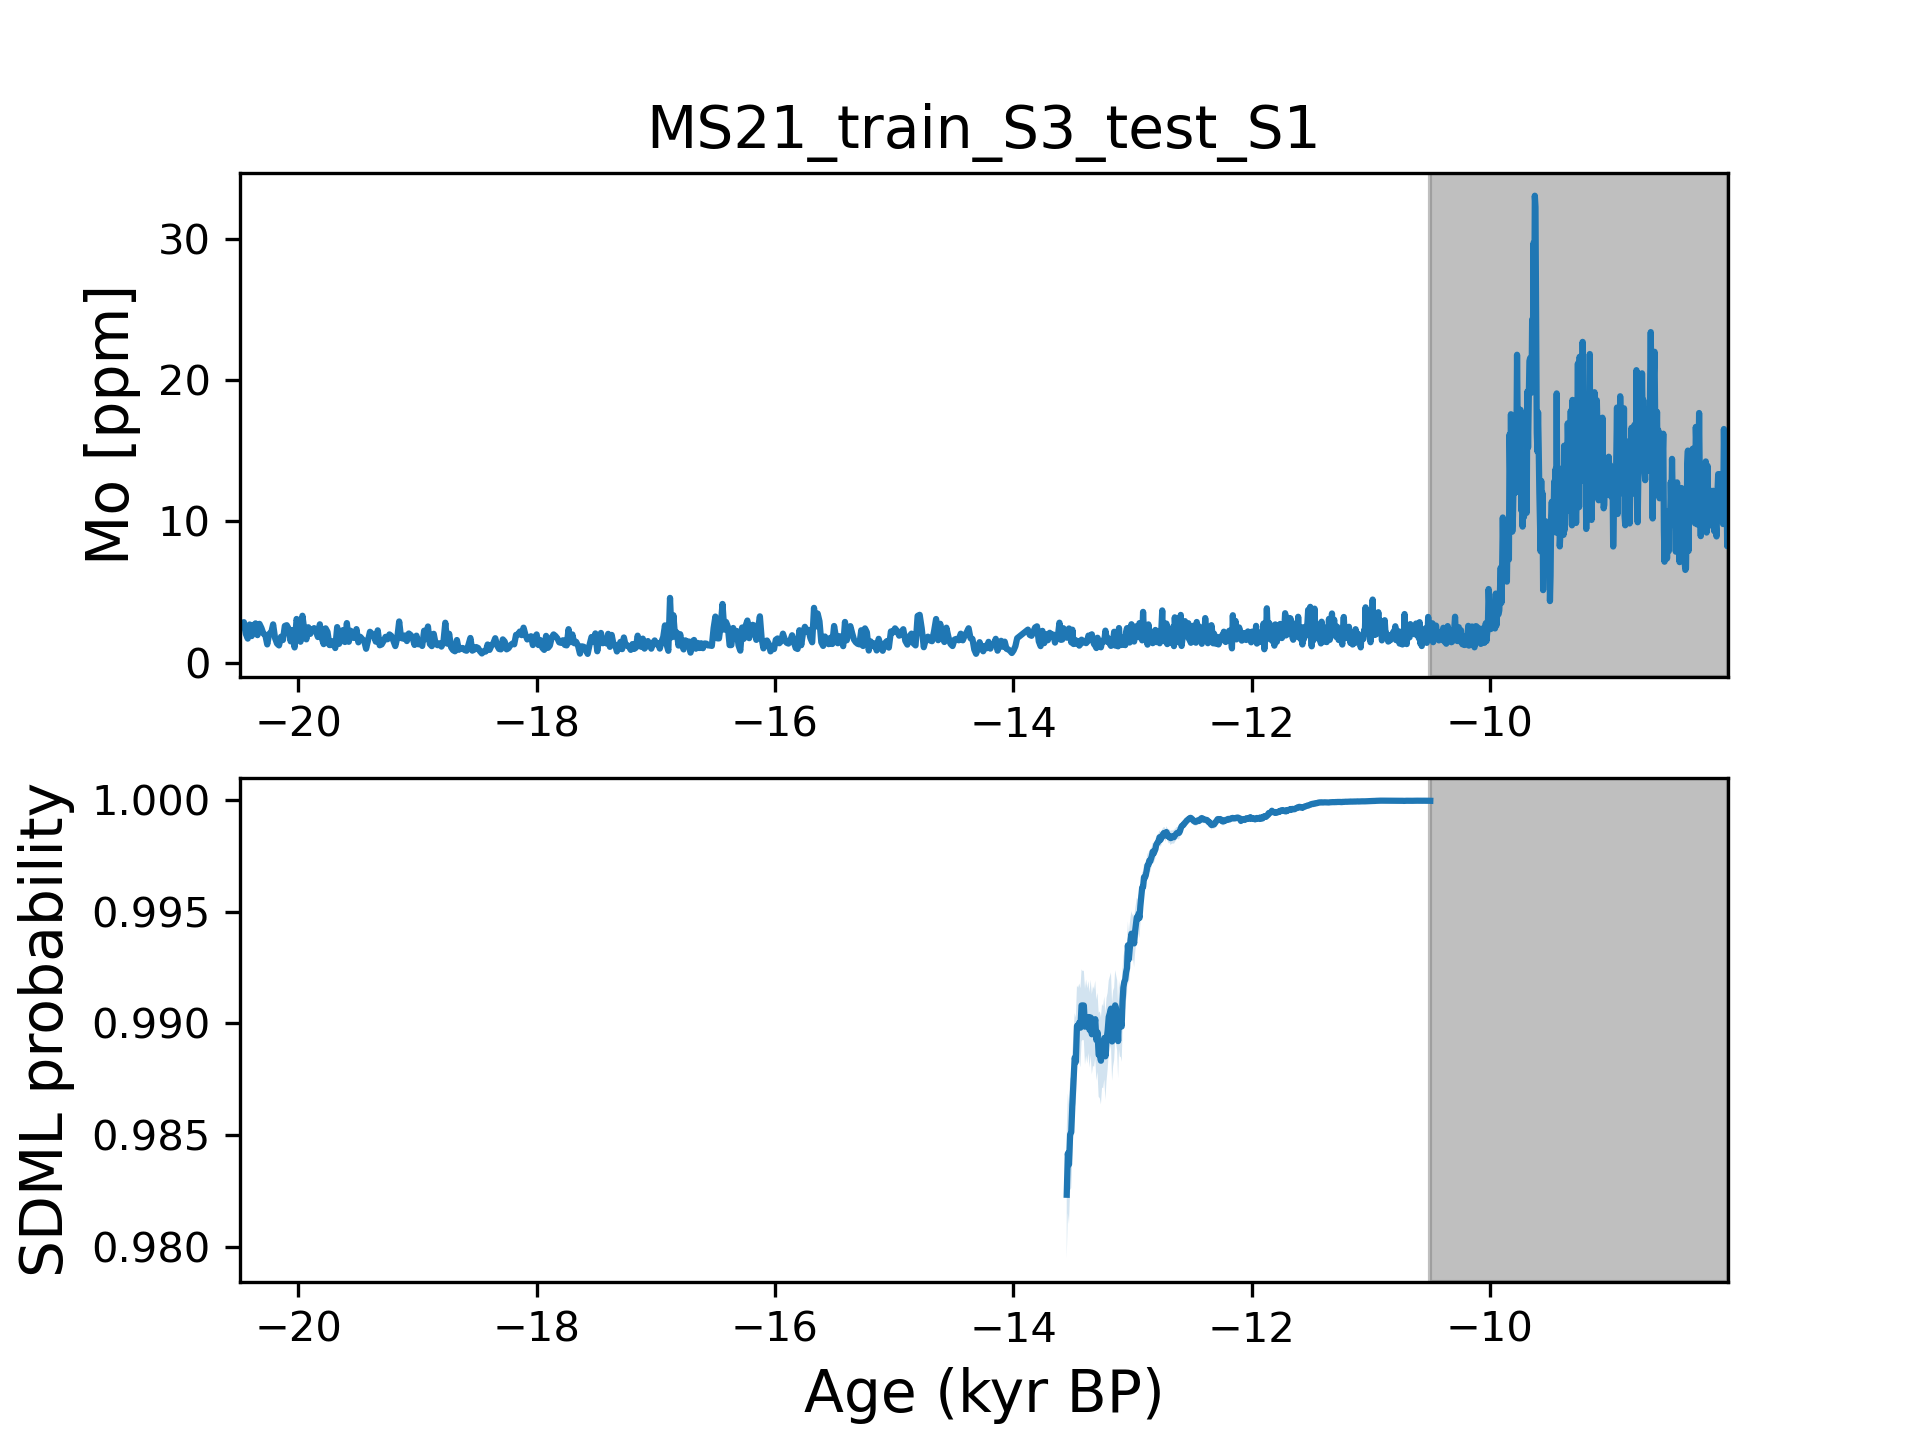 MS21_train_S3_test_S1
Mo [ppm]
30
20
10
0
−20 −18 −16 −14 −12 −10
SDML probability
1.000
0.995
0.990
0.985
0.980
−20 −18 −16 −14 −12 −10
Age (kyr BP)